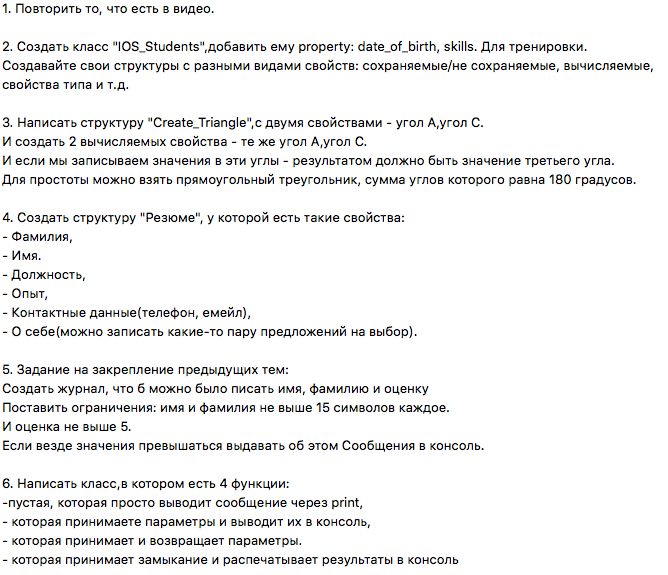 1. Повторить то, что есть в видео.
2. Создать класс "IOS_Students",добавить ему property: date_of_birth, skills. Для тренировки.
Создавайте свои структуры с разными видами свойств: сохраняемые/не сохраняемые, вычисляемые,
свойства типа и т.д.
3. Написать структуру "Create_Triangle",с двумя свойствами - угол А,угол С.
И создать 2 вычисляемых свойства - те же угол А,угол С.
И если мы записываем значения в эти углы - результатом должно быть значение третьего угла.
Для простоты можно взять прямоугольный треугольник, сумма углов которого равна 180 градусов.
4. Создать структуру "Резюме", у которой есть такие свойства:
- Фамилия,
- Имя.
- Должность,
- Опыт,
- Контактные данные(телефон, емейл),
- О себе(можно записать какие-то пару предложений на выбор).
5. Задание на закрепление предыдущих тем:
Создать журнал, что б можно было писать имя, фамилию и оценку
Поставить ограничения: имя и фамилия не выше 15 символов каждое.
И оценка не выше 5.
Если везде значения превышаться выдавать об этом Сообщения в консоль.
6. Написать класс,в котором есть 4 функции:
-пустая, которая просто выводит сообщение через print,
- которая принимаете параметры и выводит их в консоль,
- которая принимает и возвращает параметры.
- которая принимает замыкание и распечатывает результаты в консоль